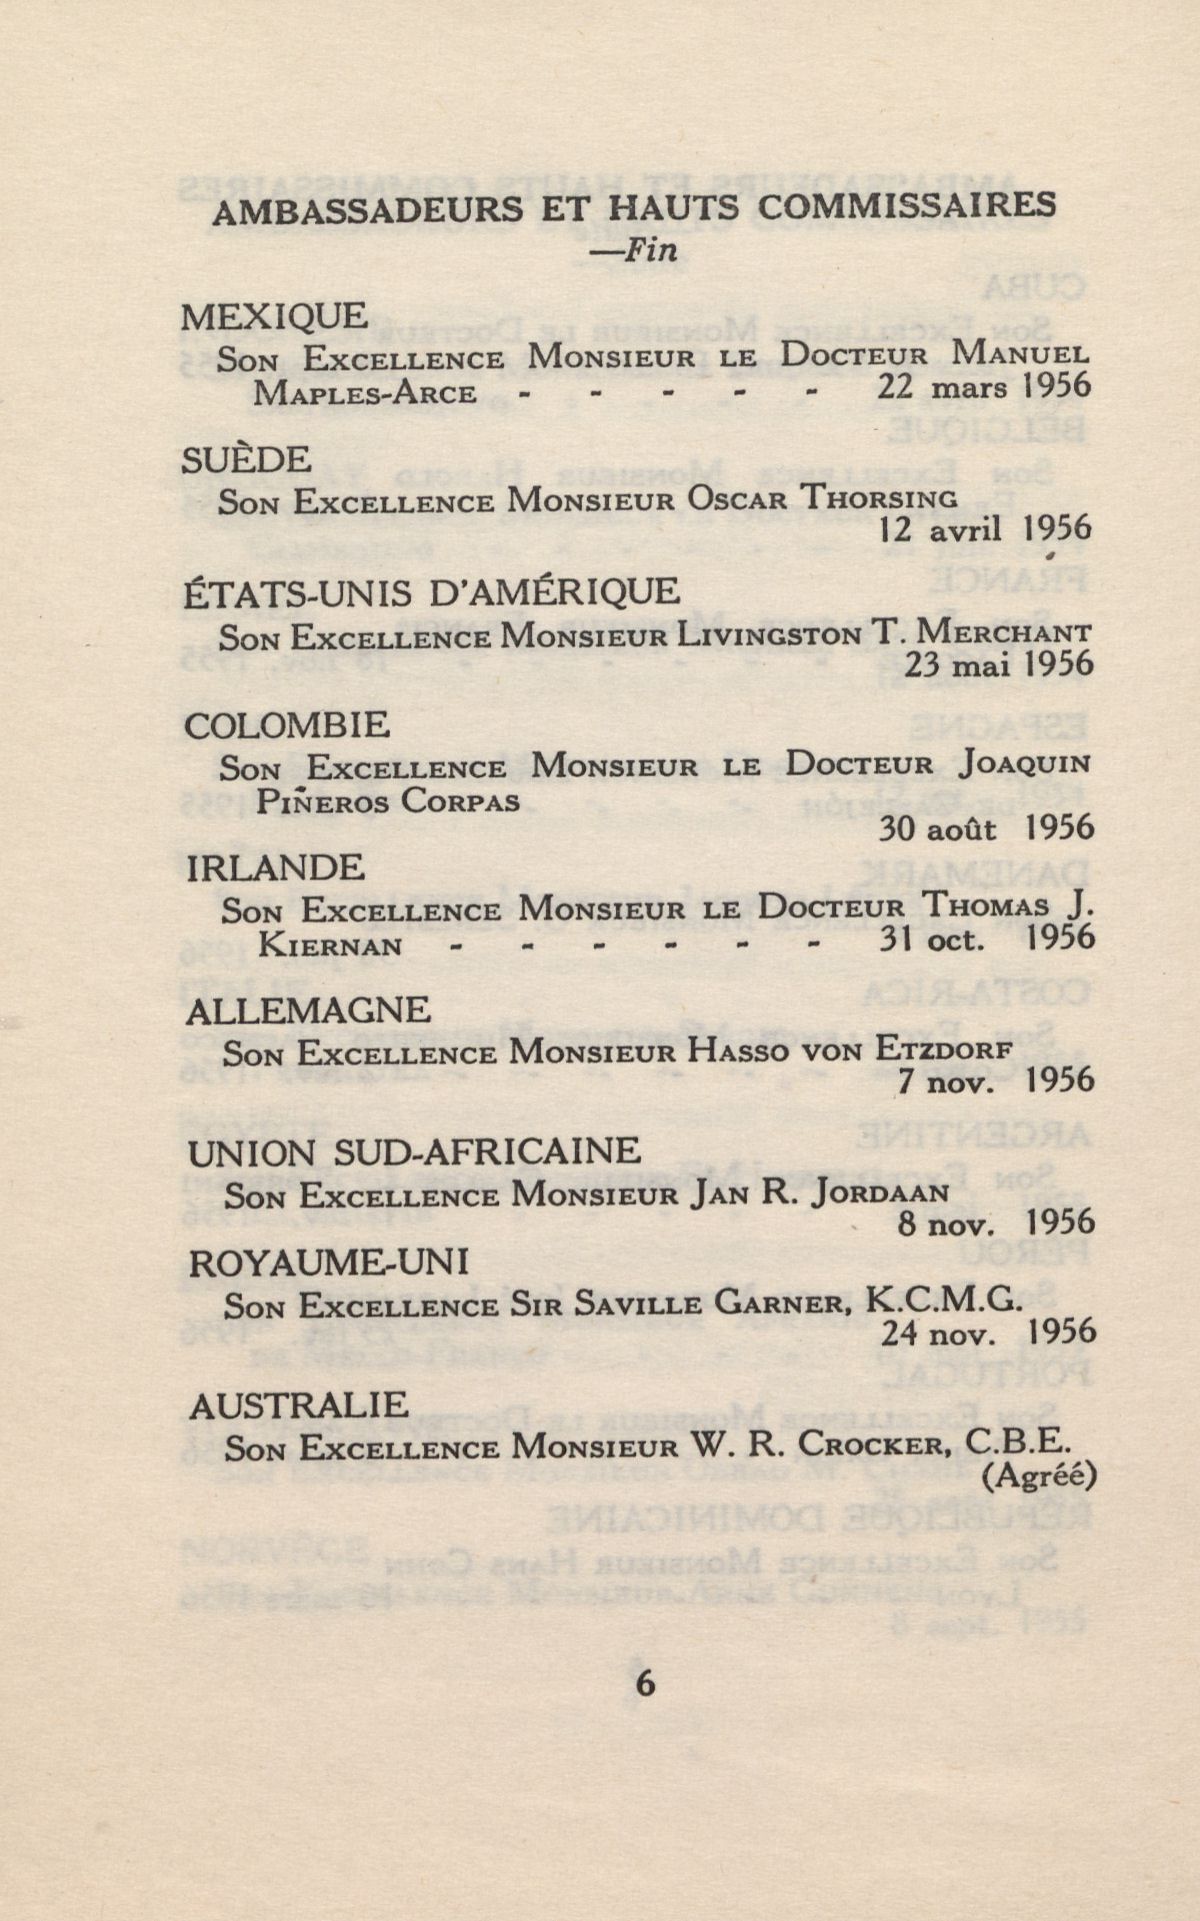 AMBASSADEURS ET HAUTS COMMISSAIRES
—Fin
MEXIQUE
Son Excellence Monsieur le Docteur Manuel
Maples-Arce - - - - - 22 mars 1956
SUÈDE
Son Excellence Monsieur Oscar Thorsing
12 avril 1956
ÉTATS-UNIS D'AMÉRIQUE
Son Excellence Monsieur Livingston T. Merchant
23 mai 1956
COLOMBIE
Son Excellence Monsieur le Docteur Joaquin
Piñeros Corpas
30 août 1956
IRLANDE
Son Excellence Monsieur le Docteur Thomas J.
Kiernan - - - - - - 31 oct. 1956
ALLEMAGNE
Son Excellence Monsieur Hasso von Etzdorf
7 nov. 1956
UNION SUD-AFRICAINE
Son Excellence Monsieur Jan R. Jordaan
8 nov. 1956
ROYAUME-UNI
Son Excellence Sir Saville Garner, K.C.M.G.
24 nov. 1956
AUSTRALIE
Son Excellence Monsieur W. R. Crocker, C.B.E.
(Agréé)
6